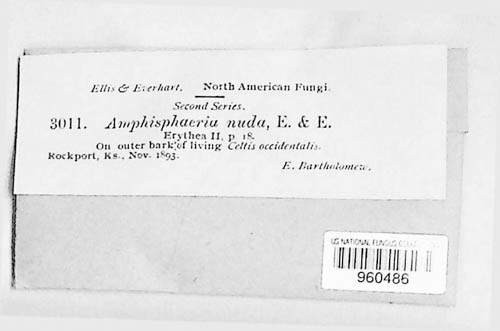 Ellis & Everhart. North American Fungi.
Second Series.
3011. Amphisphaeria nuda, E. & E.
Erythea II, p. 18.
On outer bark of living Celtis occidentalis.
Rockport, Ks., Nov. 1893.
E. Bartholomew.
US NATIONAL FUNGUS
960486